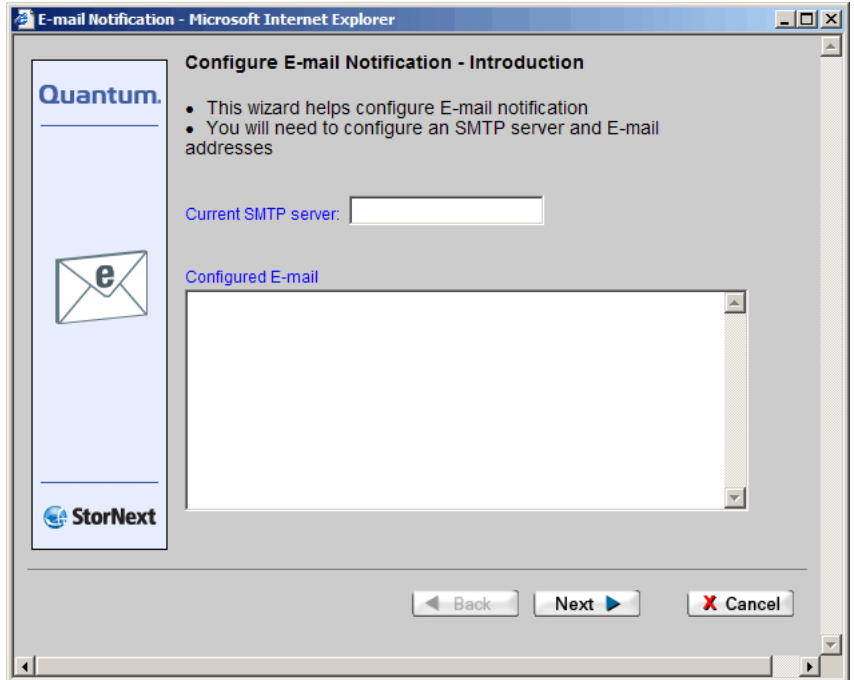 E-mail Notification - Microsoft Internet Explorer
Configure E-mail Notification - Introduction
Quantum.
• This wizard helps configure E-mail notification
• You will need to configure an SMTP server and E-mail
addresses
Current SMTP server:
e
Configured E-mail
StorNext
Back
Next
X Cancel